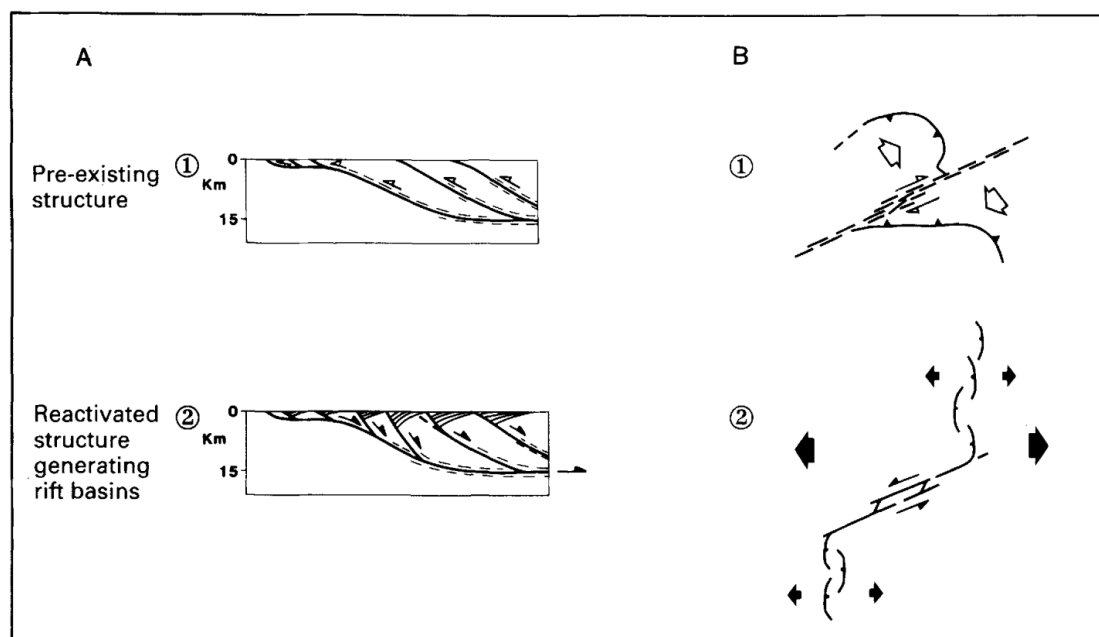 A
B
Pre-existing
structure
①
0
Km
15
①
Reactivated
structure
generating
rift basins
②
0
Km
15
②